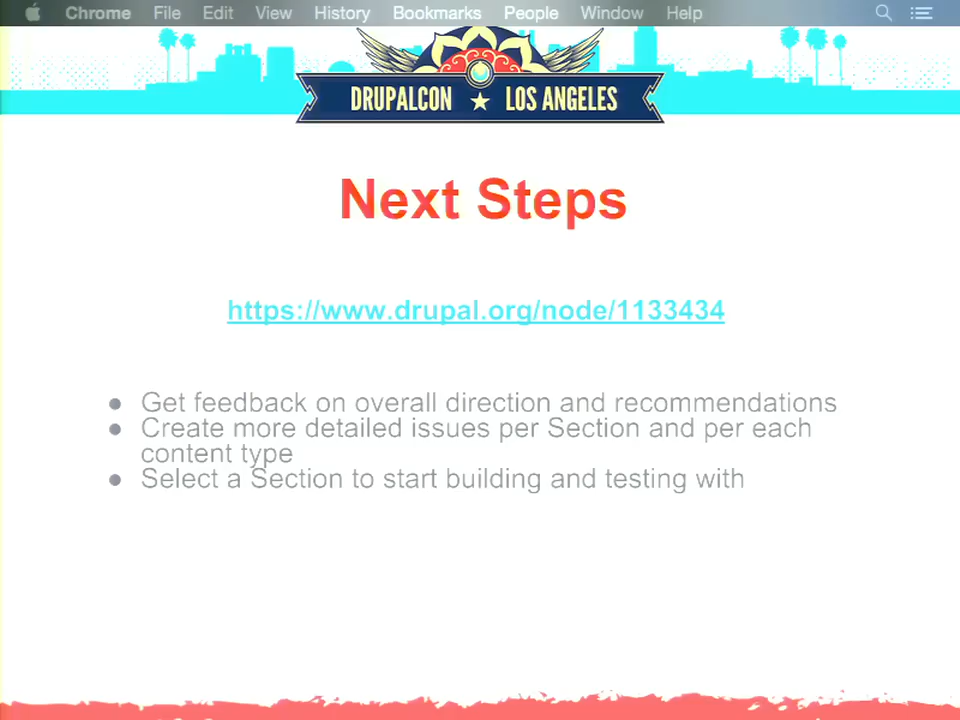 Chrome File Edit View History Bookmarks People Window Help
DRUPALCON ★ LOS ANGELES
Next Steps
https://www.drupal.org/node/1133434
● Get feedback on overall direction and recommendations
● Create more detailed issues per Section and per each
content type
● Select a Section to start building and testing with